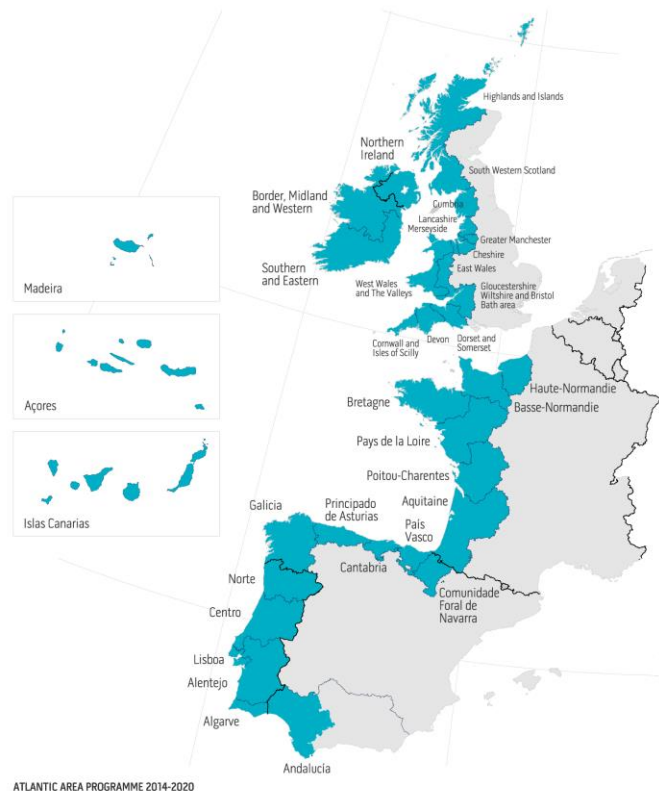 Highlands and Islands
Northern
Ireland
South Western Scotland
Border, Midland
and Western
Cumbria
Lancashire
Merseyside
Greater Manchester
Cheshire
East Wales
Southern
and Eastern
West Wales
and The Valleys
Gloucestershire
Wiltshire and Bristol
Bath area
Cornwall and
Isles of Scilly
Devon
Dorset and
Somerset
Madeira
Açores
Islas Canarias
Haute-Normandie
Basse-Normandie
Bretagne
Pays de la Loire
Poitou-Charentes
Aquitaine
País
Vasco
Principado
de Asturias
Galicia
Cantabria
Comunidade
Foral de
Navarra
Norte
Centro
Lisboa
Alentejo
Algarve
Andalucía
ATLANTIC AREA PROGRAMME 2014-2020